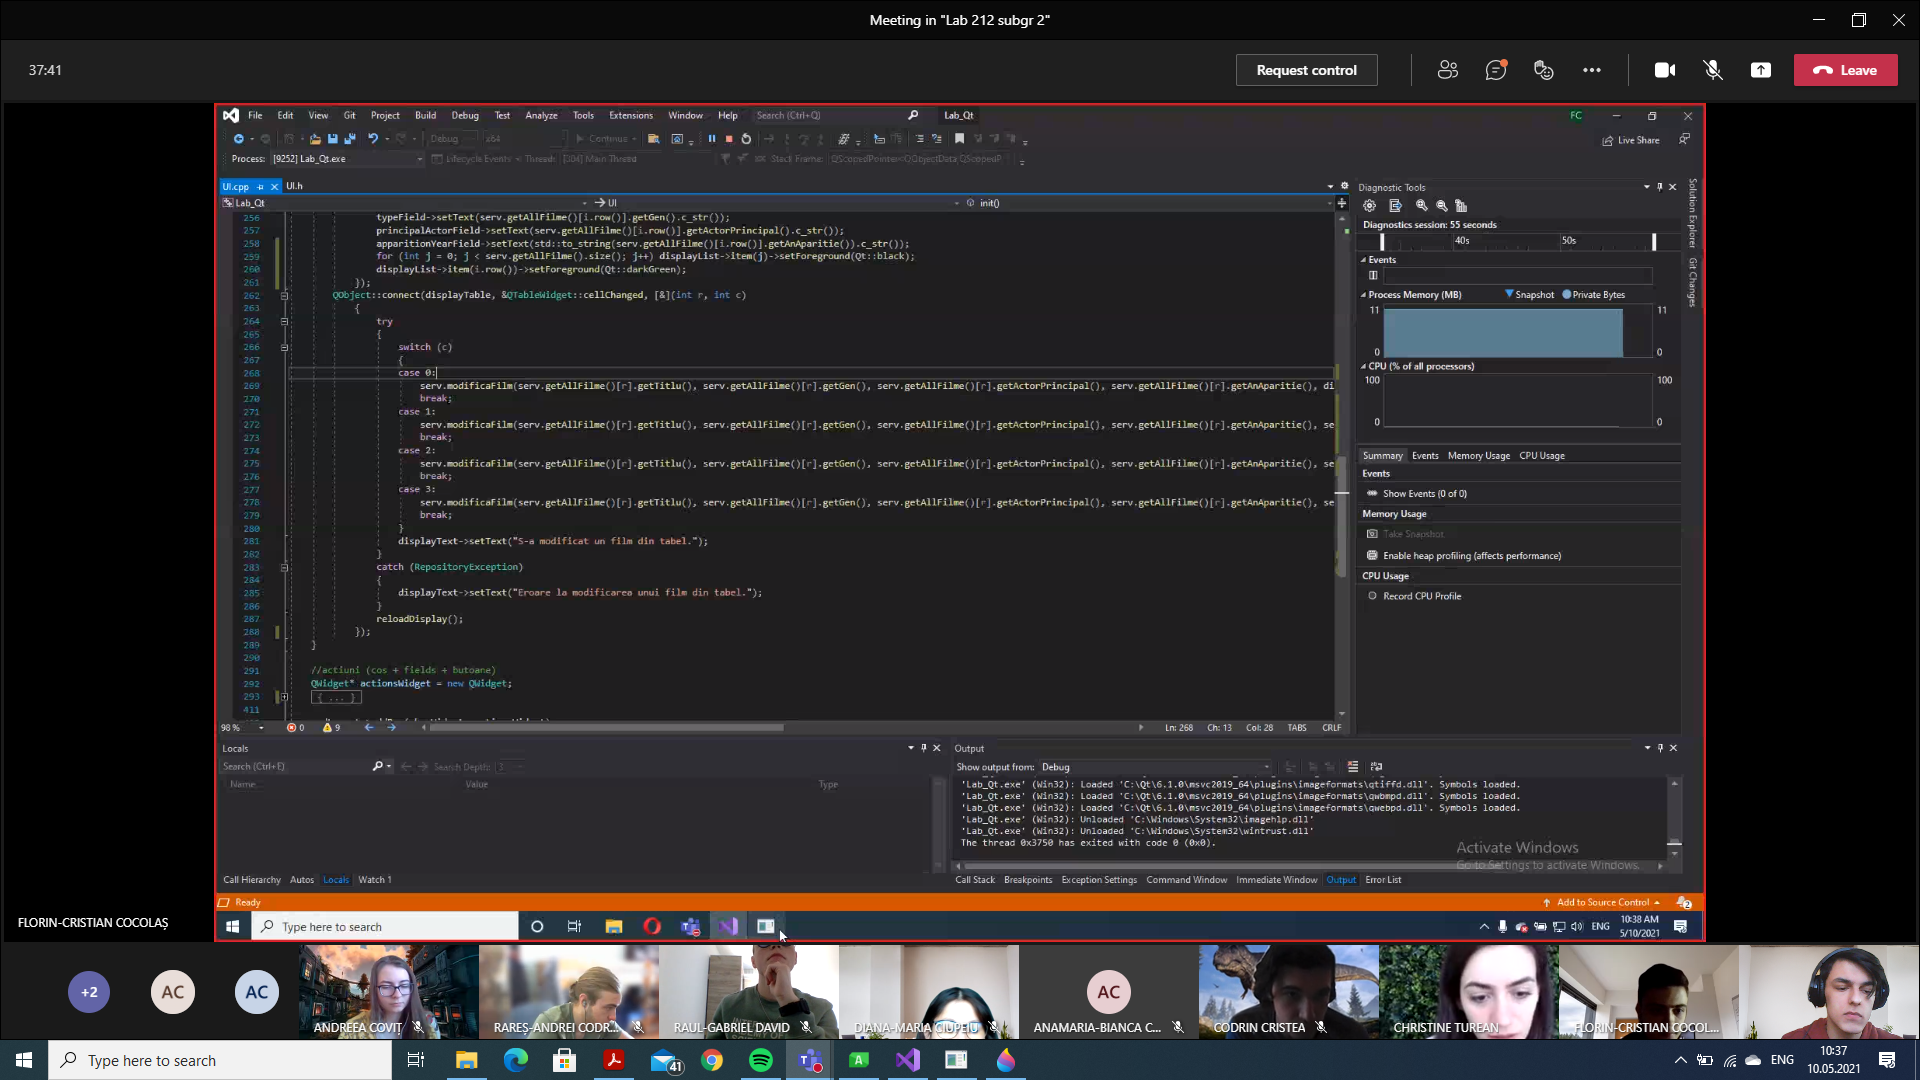 Meeting in "Lab 212 subgr 2"
37:41
Request control
Leave
File Edit View Git Project Build Debug Test Analyze Tools Extensions Window Help Search (Ctrl+Q) Lab_Qt FC
Debug x64 Continue Live Share
Process: [9252] Lab_Qt.exe Lifecycle Events Thread: [384] Main Thread Stack Frame:
UI.cpp UI.h
Lab_Qt UI init()
256 typeField->setText(serv.getAllFilme()[i.row()].getGen().c_str());
257 principalActorField->setText(serv.getAllFilme()[i.row()].getActorPrincipal().c_str());
258 apparitionYearField->setText(std::to_string(serv.getAllFilme()[i.row()].getAnAparitie()).c_str());
259 for (int j = 0; j < serv.getAllFilme().size(); j++) displayList->item(j)->setForeground(Qt::black);
260 displayList->item(i.row())->setForeground(Qt::darkGreen);
261 });
262 QObject::connect(displayTable, &QTableWidget::cellChanged, [&](int r, int c)
263 {
264 try
265 {
266 switch (c)
267 {
268 case 0:
269 serv.modificaFilm(serv.getAllFilme()[r].getTitlu(), serv.getAllFilme()[r].getGen(), serv.getAllFilme()[r].getActorPrincipal(), serv.getAllFilme()[r].getAnAparitie(), di
270 break;
271 case 1:
272 serv.modificaFilm(serv.getAllFilme()[r].getTitlu(), serv.getAllFilme()[r].getGen(), serv.getAllFilme()[r].getActorPrincipal(), serv.getAllFilme()[r].getAnAparitie(), se
273 break;
274 case 2:
275 serv.modificaFilm(serv.getAllFilme()[r].getTitlu(), serv.getAllFilme()[r].getGen(), serv.getAllFilme()[r].getActorPrincipal(), serv.getAllFilme()[r].getAnAparitie(), se
276 break;
277 case 3:
278 serv.modificaFilm(serv.getAllFilme()[r].getTitlu(), serv.getAllFilme()[r].getGen(), serv.getAllFilme()[r].getActorPrincipal(), serv.getAllFilme()[r].getAnAparitie(), se
279 break;
280 }
281 displayText->setText("S-a modificat un film din tabel.");
282 }
283 catch (RepositoryException)
284 {
285 displayText->setText("Eroare la modificarea unui film din tabel.");
286 }
287 reloadDisplay();
288 });
289 }
290
291 //actiuni (cos + fields + butoane)
292 QWidget* actionsWidget = new QWidget;
293 { ... }
411
98 % 0 9 Ln: 268 Ch: 13 Col: 28 TABS CRLF
Diagnostic Tools
Diagnostics session: 55 seconds
40s 50s
Events
Process Memory (MB) Snapshot Private Bytes
11 11
0 0
CPU (% of all processors)
100 100
0 0
Summary Events Memory Usage CPU Usage
Events
Show Events (0 of 0)
Memory Usage
Take Snapshot
Enable heap profiling (affects performance)
CPU Usage
Record CPU Profile
Solution Explorer
Git Changes
Locals
Search (Ctrl+E) Search Depth: 3
Name Value Type
Call Hierarchy Autos Locals Watch 1
Output
Show output from: Debug
'Lab_Qt.exe' (Win32): Loaded 'C:\Qt\6.1.0\msvc2019_64\plugins\imageformats\qtiffd.dll'. Symbols loaded.
'Lab_Qt.exe' (Win32): Loaded 'C:\Qt\6.1.0\msvc2019_64\plugins\imageformats\qwbmpd.dll'. Symbols loaded.
'Lab_Qt.exe' (Win32): Loaded 'C:\Qt\6.1.0\msvc2019_64\plugins\imageformats\qwebpd.dll'. Symbols loaded.
'Lab_Qt.exe' (Win32): Unloaded 'C:\Windows\System32\imagehlp.dll'
'Lab_Qt.exe' (Win32): Unloaded 'C:\Windows\System32\wintrust.dll'
The thread 0x3750 has exited with code 0 (0x0).
Activate Windows
Go to Settings to activate Windows.
Call Stack Breakpoints Exception Settings Command Window Immediate Window Output Error List
Ready Add to Source Control 2
Type here to search ENG 10:38 AM
5/10/2021
FLORIN-CRISTIAN COCOLAȘ
+2 AC AC AC
ANDREEA COVIT RAREȘ-ANDREI CODR... RAUL-GABRIEL DAVID DIANA-MARIA CIUPEIU ANAMARIA-BIANCA C... CODRIN CRISTEA CHRISTINE TUREAN FLORIN-CRISTIAN COCOL...
Type here to search 41 ENG 10:37
10.05.2021